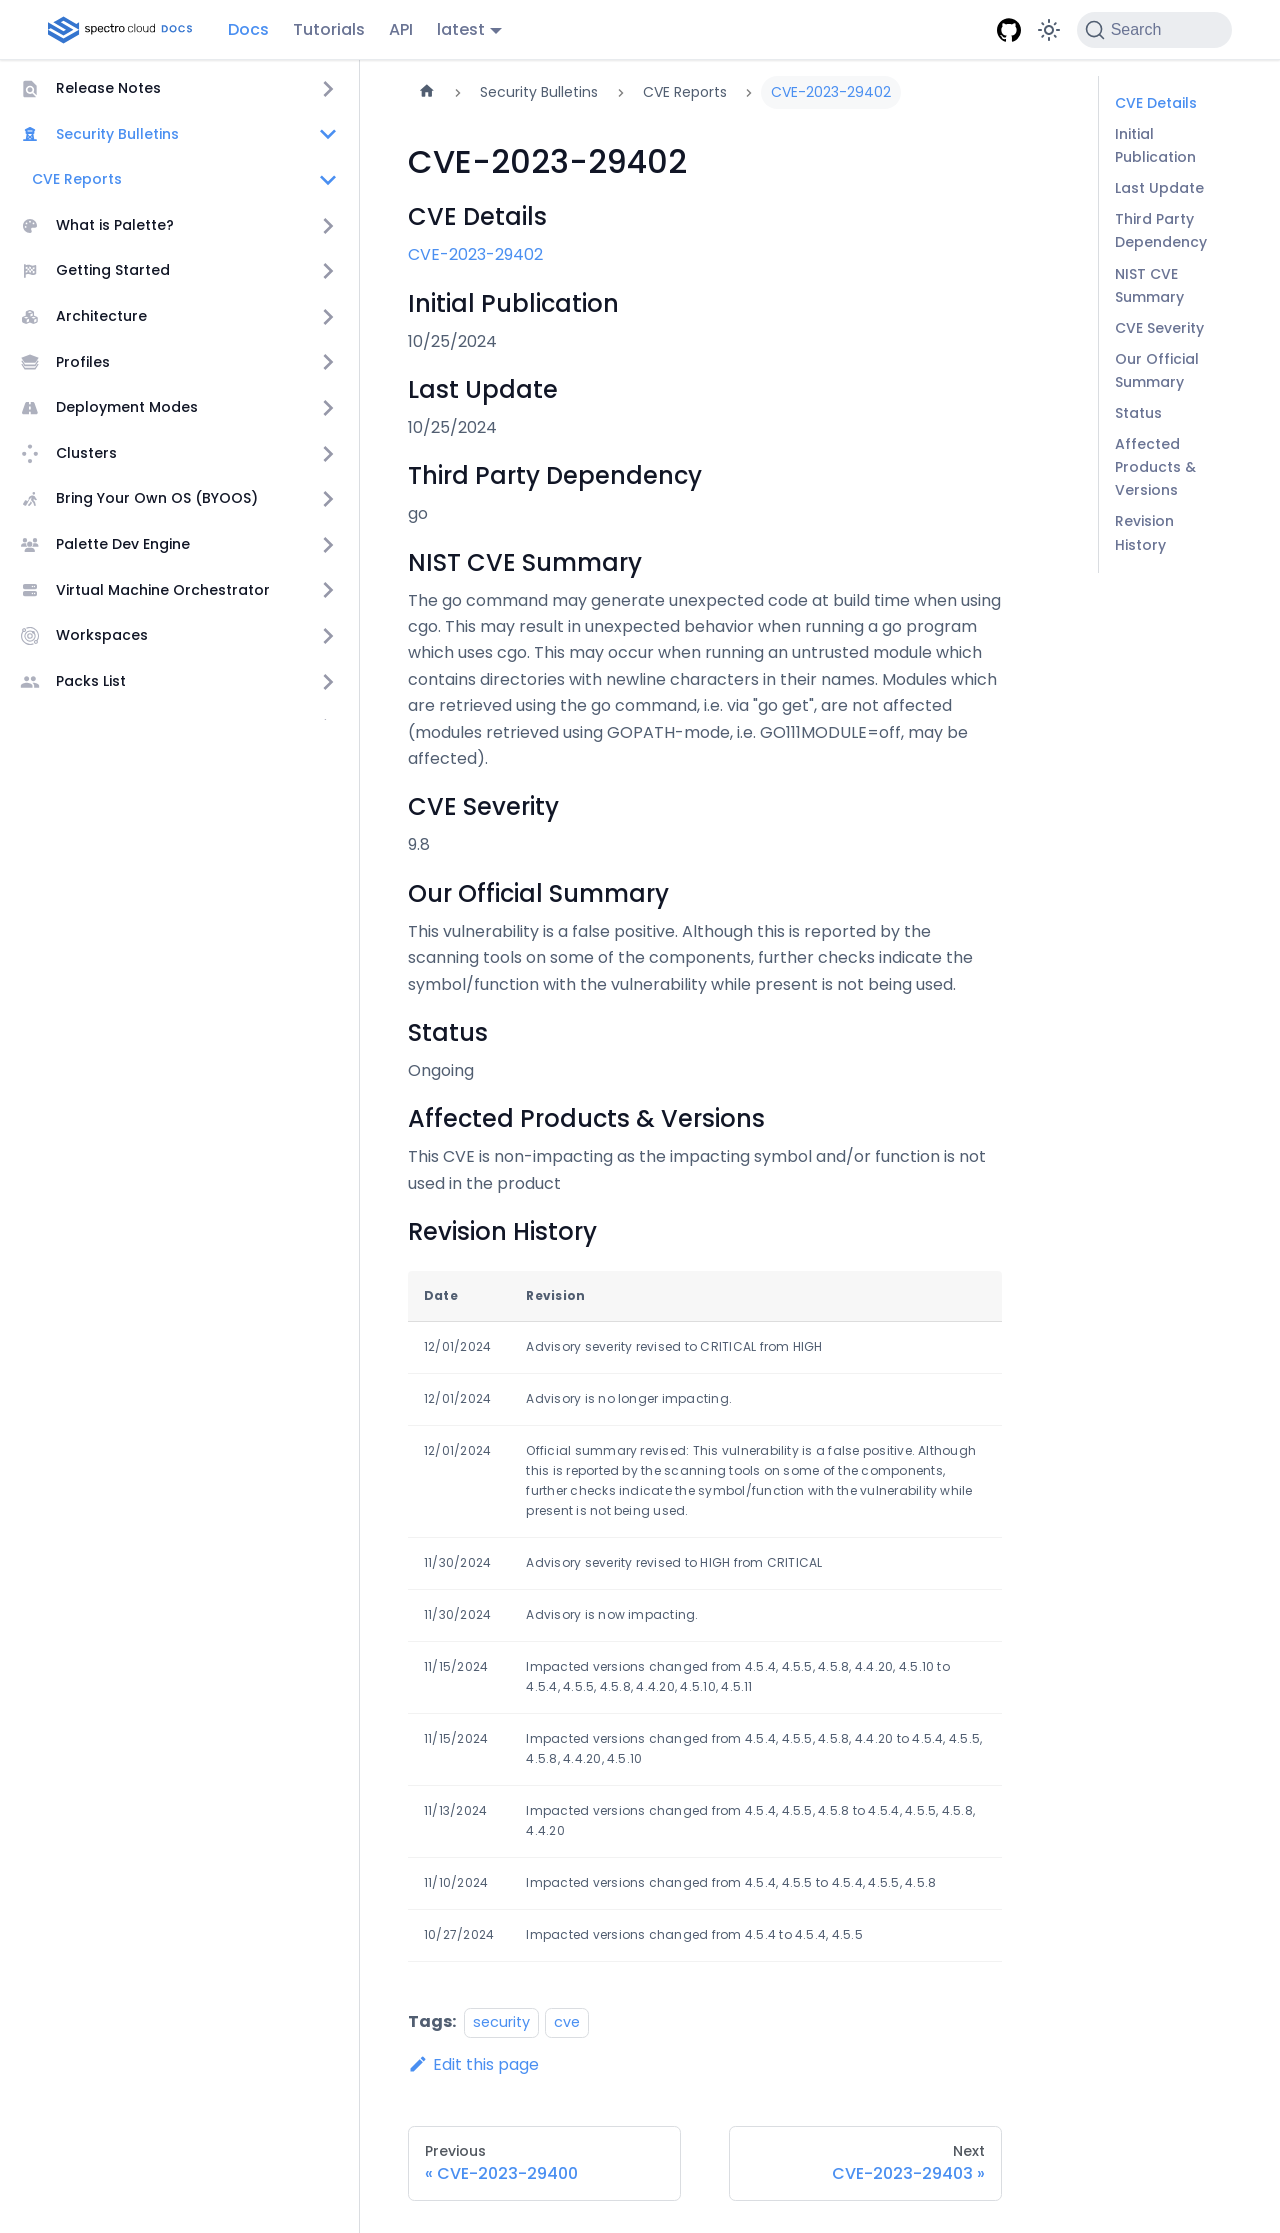 spectro cloud DOCS
Docs
Tutorials
API
latest
Search
Release Notes
Security Bulletins
CVE Reports
What is Palette?
Getting Started
Architecture
Profiles
Deployment Modes
Clusters
Bring Your Own OS (BYOOS)
Palette Dev Engine
Virtual Machine Orchestrator
Workspaces
Packs List
Security Bulletins
CVE Reports
CVE-2023-29402
CVE-2023-29402
CVE Details
CVE-2023-29402
Initial Publication
10/25/2024
Last Update
10/25/2024
Third Party Dependency
go
NIST CVE Summary
The go command may generate unexpected code at build time when using
cgo. This may result in unexpected behavior when running a go program
which uses cgo. This may occur when running an untrusted module which
contains directories with newline characters in their names. Modules which
are retrieved using the go command, i.e. via "go get", are not affected
(modules retrieved using GOPATH-mode, i.e. GO111MODULE=off, may be
affected).
CVE Severity
9.8
Our Official Summary
This vulnerability is a false positive. Although this is reported by the
scanning tools on some of the components, further checks indicate the
symbol/function with the vulnerability while present is not being used.
Status
Ongoing
Affected Products & Versions
This CVE is non-impacting as the impacting symbol and/or function is not
used in the product
Revision History
Date Revision
12/01/2024 Advisory severity revised to CRITICAL from HIGH
12/01/2024 Advisory is no longer impacting.
12/01/2024 Official summary revised: This vulnerability is a false positive. Although
this is reported by the scanning tools on some of the components,
further checks indicate the symbol/function with the vulnerability while
present is not being used.
11/30/2024 Advisory severity revised to HIGH from CRITICAL
11/30/2024 Advisory is now impacting.
11/15/2024 Impacted versions changed from 4.5.4, 4.5.5, 4.5.8, 4.4.20, 4.5.10 to
4.5.4, 4.5.5, 4.5.8, 4.4.20, 4.5.10, 4.5.11
11/15/2024 Impacted versions changed from 4.5.4, 4.5.5, 4.5.8, 4.4.20 to 4.5.4, 4.5.5,
4.5.8, 4.4.20, 4.5.10
11/13/2024 Impacted versions changed from 4.5.4, 4.5.5, 4.5.8 to 4.5.4, 4.5.5, 4.5.8,
4.4.20
11/10/2024 Impacted versions changed from 4.5.4, 4.5.5 to 4.5.4, 4.5.5, 4.5.8
10/27/2024 Impacted versions changed from 4.5.4 to 4.5.4, 4.5.5
Tags: security cve
Edit this page
Previous
« CVE-2023-29400
Next
CVE-2023-29403 »
CVE Details
Initial
Publication
Last Update
Third Party
Dependency
NIST CVE
Summary
CVE Severity
Our Official
Summary
Status
Affected
Products &
Versions
Revision
History